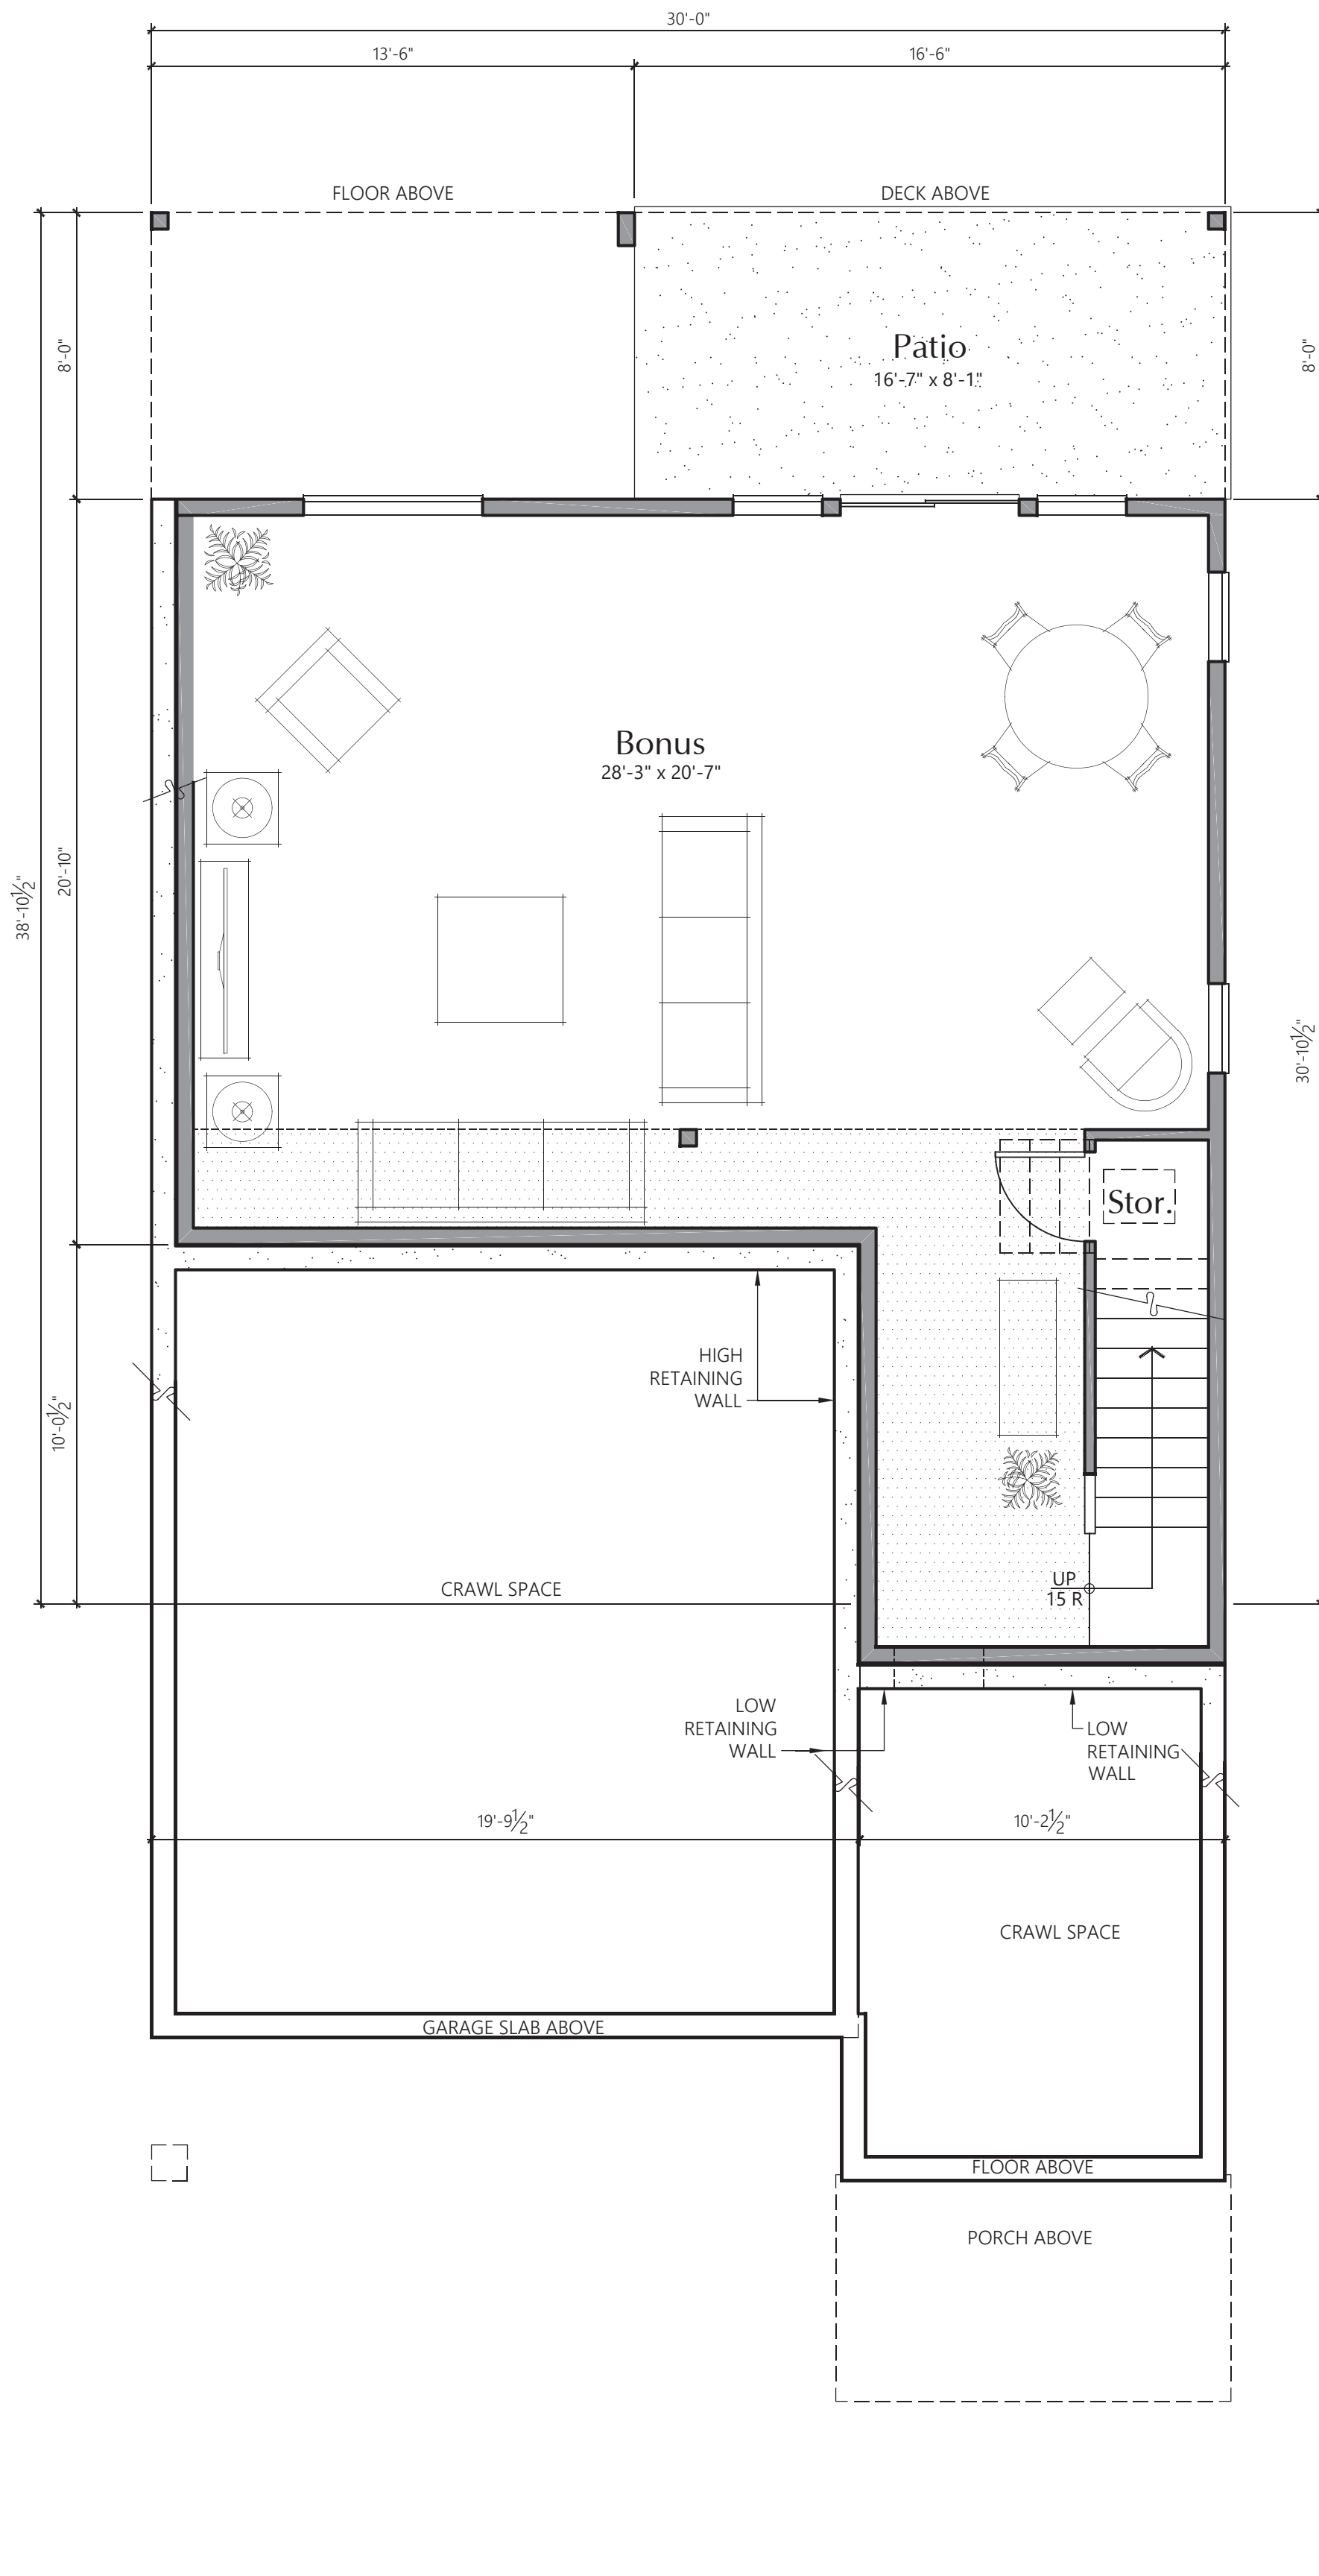 30'-0"
13'-6"
16'-6"
FLOOR ABOVE
DECK ABOVE
8'-0"
8'-0"
Patio
16'-7" x 8'-1"
Bonus
28'-3" x 20'-7"
38'-10½"
20'-10"
30'-10½"
Stor.
HIGH
RETAINING
WALL
10'-0½"
UP
15 R
CRAWL SPACE
LOW
RETAINING
WALL
LOW
RETAINING
WALL
19'-9½"
10'-2½"
CRAWL SPACE
GARAGE SLAB ABOVE
FLOOR ABOVE
PORCH ABOVE